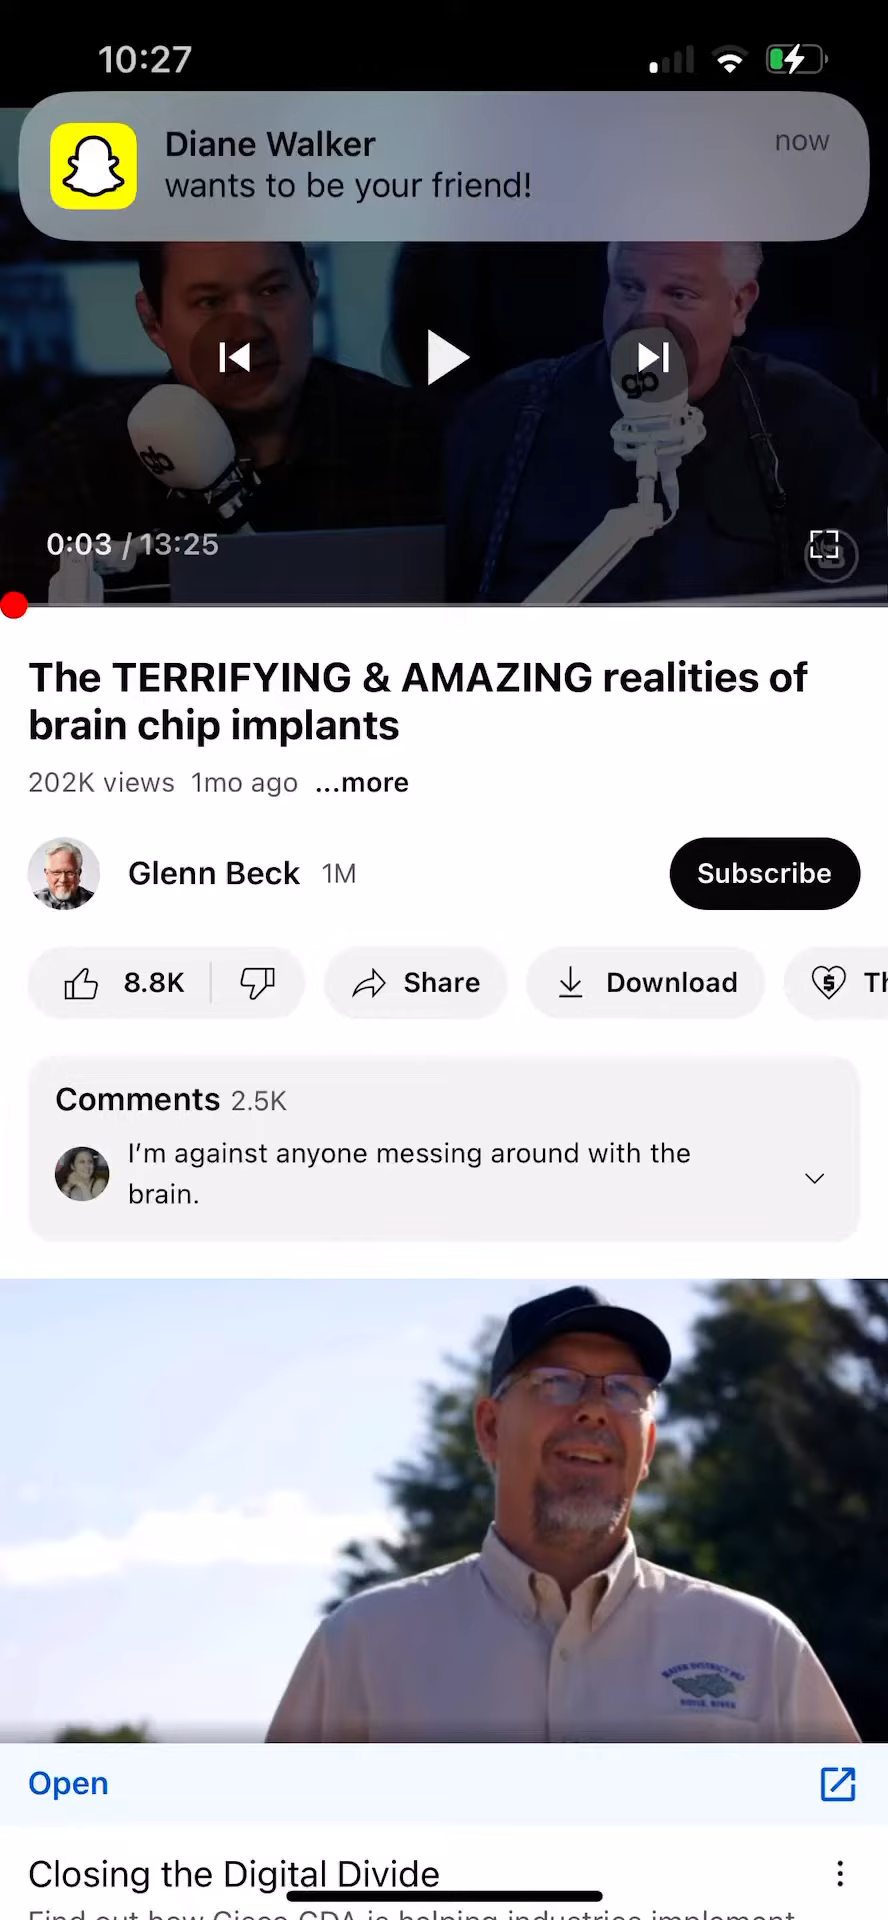 10:27
Diane Walker
now
wants to be your friend!
gb
gb
0:03 / 13:25
The TERRIFYING & AMAZING realities of
brain chip implants
202K views 1mo ago ...more
Glenn Beck 1M
Subscribe
8.8K
Share
Download
Comments 2.5K
I'm against anyone messing around with the
brain.
Open
Closing the Digital Divide